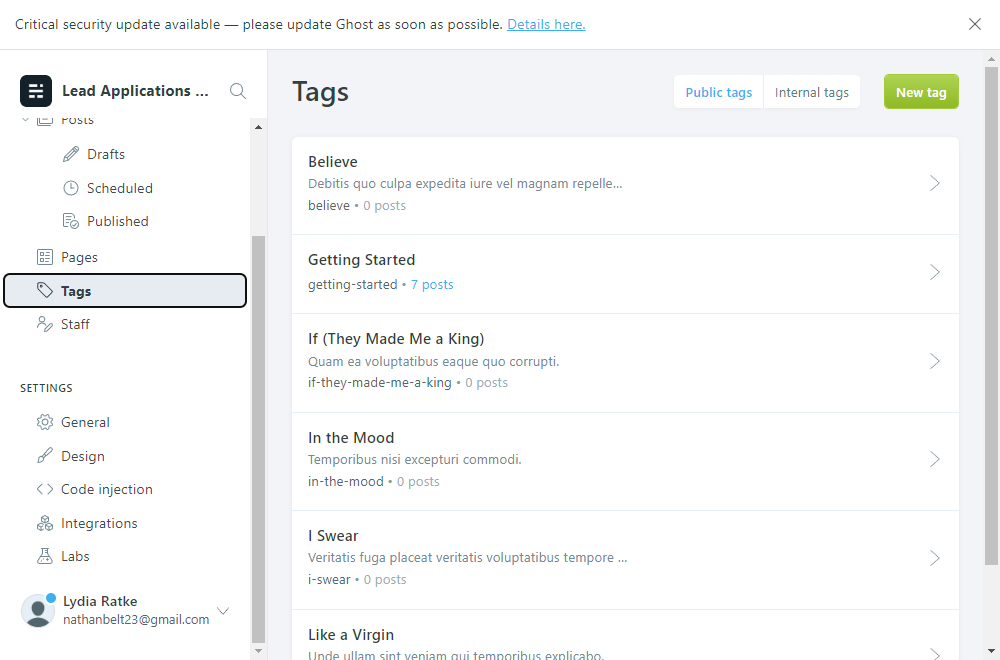 Critical security update available — please update Ghost as soon as possible. Details here.
Lead Applications ...
Posts
Drafts
Scheduled
Published
Pages
Tags
Staff
SETTINGS
General
Design
Code injection
Integrations
Labs
Lydia Ratke
nathanbelt23@gmail.com
Tags
Public tags
Internal tags
New tag
Believe
Debitis quo culpa expedita iure vel magnam repelle...
believe • 0 posts
Getting Started
getting-started • 7 posts
If (They Made Me a King)
Quam ea voluptatibus eaque quo corrupti.
if-they-made-me-a-king • 0 posts
In the Mood
Temporibus nisi excepturi commodi.
in-the-mood • 0 posts
I Swear
Veritatis fuga placeat veritatis voluptatibus tempore ...
i-swear • 0 posts
Like a Virgin
Unde ullam sint veniam qui temporibus explicabo.